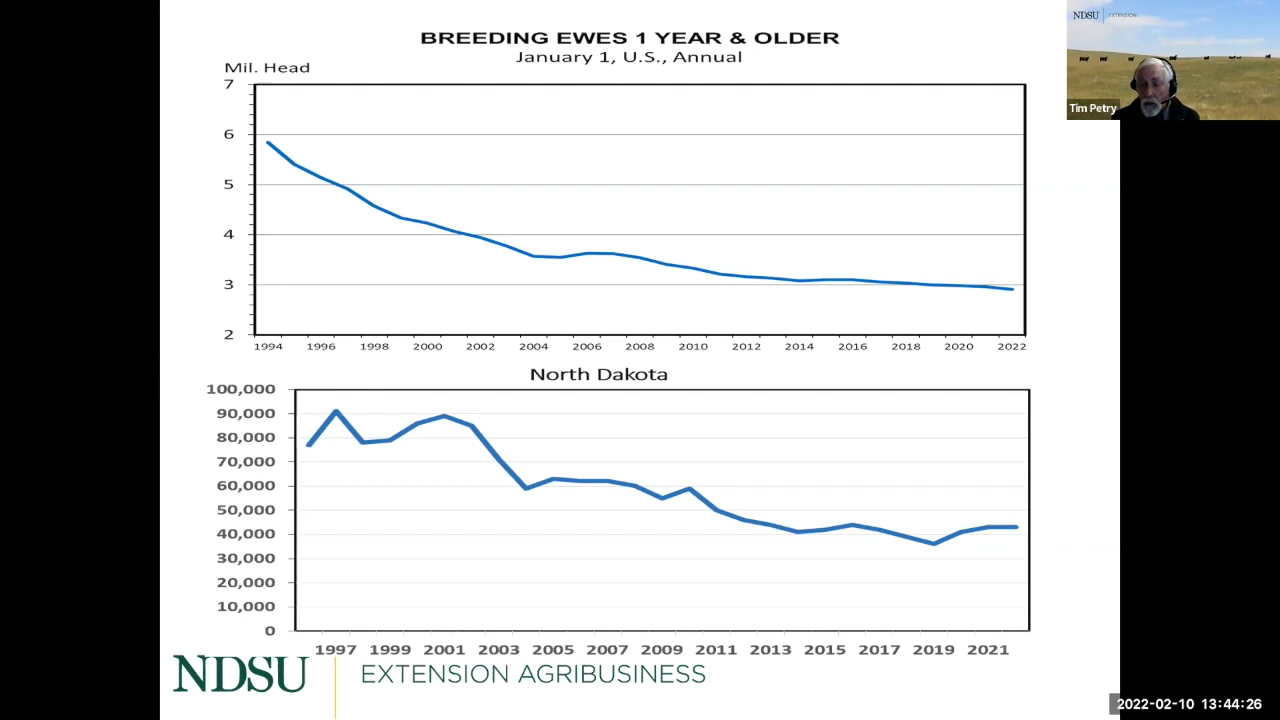 BREEDING EWES 1 YEAR & OLDER
January 1, U.S., Annual
Mil. Head
7
6
5
4
3
2
1994 1996 1998 2000 2002 2004 2006 2008 2010 2012 2014 2016 2018 2020 2022
North Dakota
100,000
90,000
80,000
70,000
60,000
50,000
40,000
30,000
20,000
10,000
0
1997 1999 2001 2003 2005 2007 2009 2011 2013 2015 2017 2019 2021
NDSU EXTENSION AGRIBUSINESS
NDSU EXTENSION
Tim Petry
2022-02-10 13:44:26